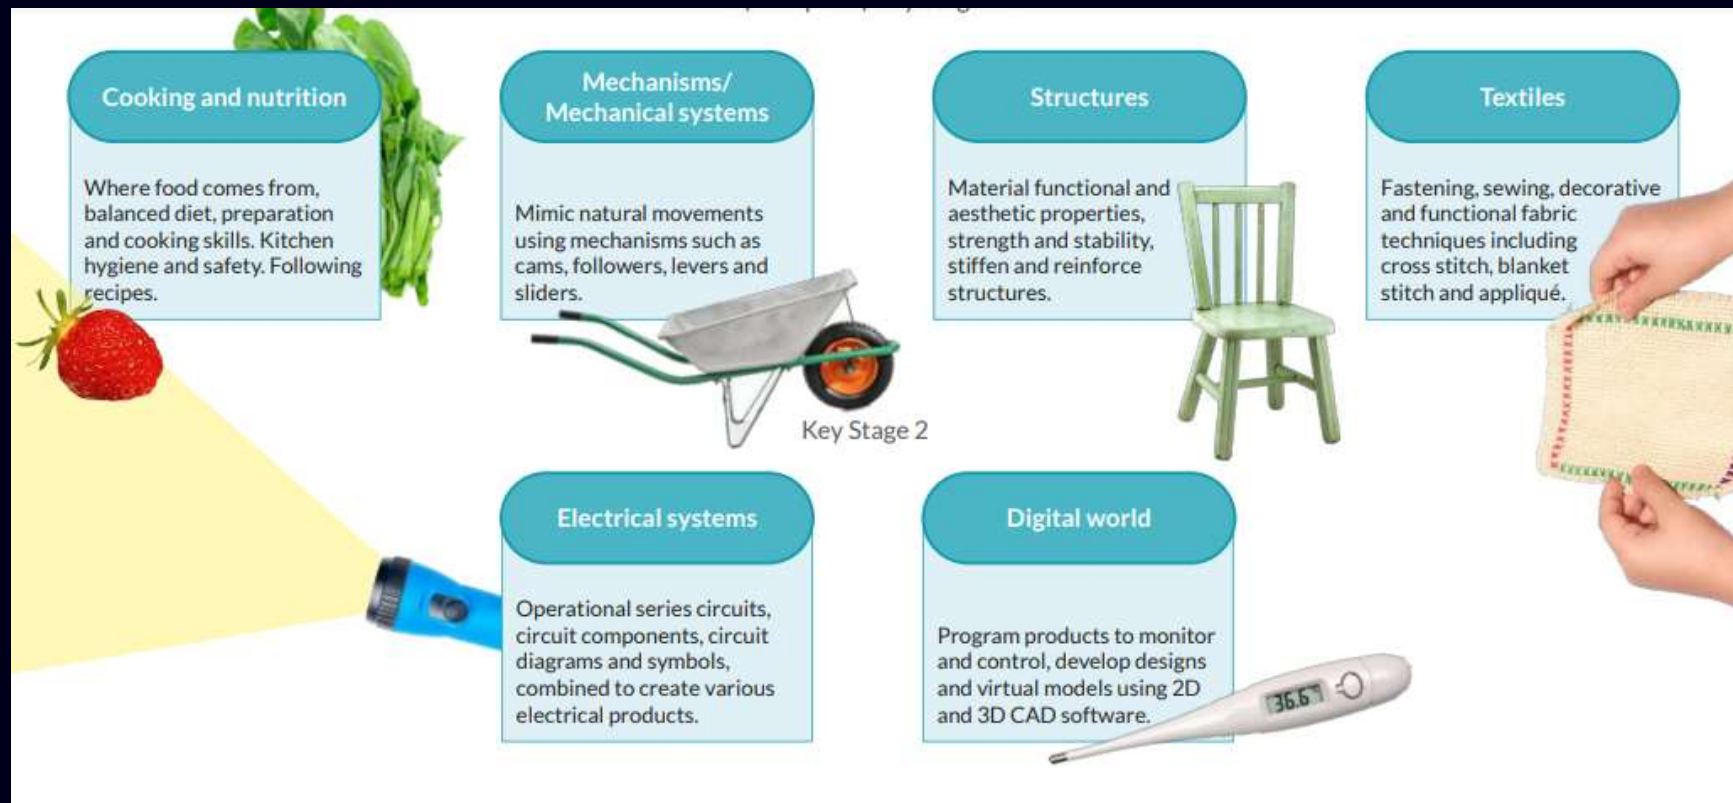 Cooking and nutrition
Where food comes from,
balanced diet, preparation
and cooking skills. Kitchen
hygiene and safety. Following
recipes.
Mechanisms/
Mechanical systems
Mimic natural movements
using mechanisms such as
cams, followers, levers and
sliders.
Structures
Material functional and
aesthetic properties,
strength and stability,
stiffen and reinforce
structures.
Textiles
Fastening, sewing, decorative
and functional fabric
techniques including
cross stitch, blanket
stitch and appliqué.
Key Stage 2
Electrical systems
Operational series circuits,
circuit components, circuit
diagrams and symbols,
combined to create various
electrical products.
Digital world
Program products to monitor
and control, develop designs
and virtual models using 2D
and 3D CAD software.
36.6